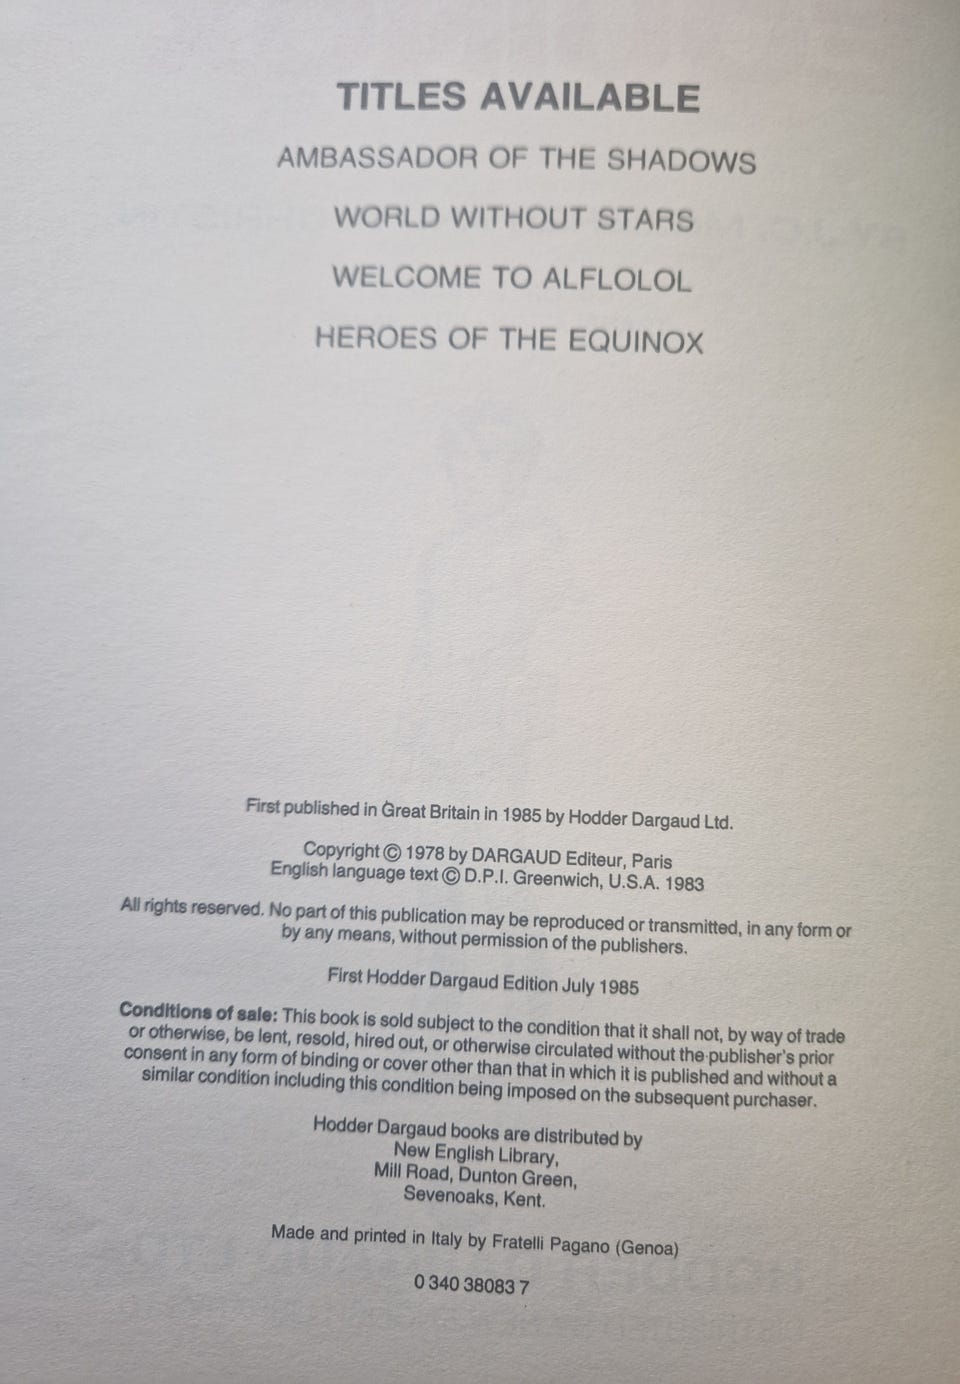 TITLES AVAILABLE
AMBASSADOR OF THE SHADOWS
WORLD WITHOUT STARS
WELCOME TO ALFLOLOL
HEROES OF THE EQUINOX
First published in Great Britain in 1985 by Hodder Dargaud Ltd.
Copyright © 1978 by DARGAUD Editeur, Paris
English language text © D.P.I. Greenwich, U.S.A. 1983
All rights reserved. No part of this publication may be reproduced or transmitted, in any form or
by any means, without permission of the publishers.
First Hodder Dargaud Edition July 1985
Conditions of sale: This book is sold subject to the condition that it shall not, by way of trade
or otherwise, be lent, resold, hired out, or otherwise circulated without the publisher's prior
consent in any form of binding or cover other than that in which it is published and without a
similar condition including this condition being imposed on the subsequent purchaser.
Hodder Dargaud books are distributed by
New English Library,
Mill Road, Dunton Green,
Sevenoaks, Kent.
Made and printed in Italy by Fratelli Pagano (Genoa)
0 340 38083 7